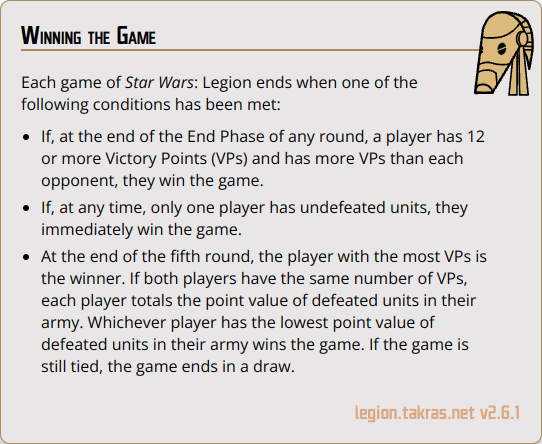 Winning the Game
Each game of Star Wars: Legion ends when one of the
following conditions has been met:
• If, at the end of the End Phase of any round, a player has 12
or more Victory Points (VPs) and has more VPs than each
opponent, they win the game.
• If, at any time, only one player has undefeated units, they
immediately win the game.
• At the end of the fifth round, the player with the most VPs is
the winner. If both players have the same number of VPs,
each player totals the point value of defeated units in their
army. Whichever player has the lowest point value of
defeated units in their army wins the game. If the game is
still tied, the game ends in a draw.
legion.takras.net v2.6.1